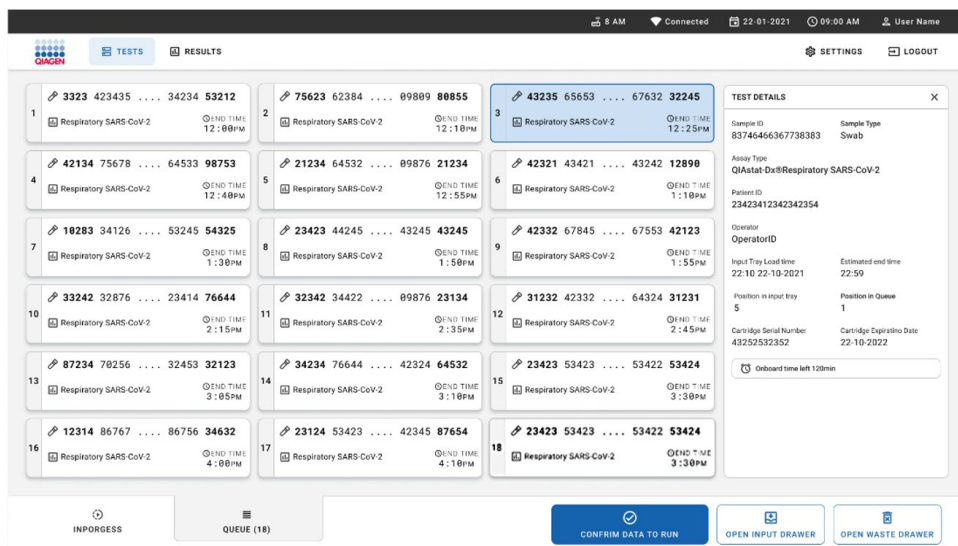 8 AM Connected 22-01-2021 09:00 AM User Name
QIAGEN TESTS RESULTS SETTINGS LOGOUT
1 3323 423435 .... 34234 53212
Respiratory SARS-CoV-2 END TIME
12:00PM
2 75623 62384 .... 09809 80855
Respiratory SARS-CoV-2 END TIME
12:10PM
3 43235 65653 .... 67632 32245
Respiratory SARS-CoV-2 END TIME
12:25PM
4 42134 75678 .... 64533 98753
Respiratory SARS-CoV-2 END TIME
12:40PM
5 21234 64532 .... 09876 21234
Respiratory SARS-CoV-2 END TIME
12:55PM
6 42321 43421 .... 43242 12890
Respiratory SARS-CoV-2 END TIME
1:10PM
7 10283 34126 .... 53245 54325
Respiratory SARS-CoV-2 END TIME
1:30PM
8 23423 44245 .... 43245 43245
Respiratory SARS-CoV-2 END TIME
1:50PM
9 42332 67845 .... 67553 42123
Respiratory SARS-CoV-2 END TIME
1:55PM
10 33242 32876 .... 23414 76644
Respiratory SARS-CoV-2 END TIME
2:15PM
11 32342 34422 .... 09876 23134
Respiratory SARS-CoV-2 END TIME
2:35PM
12 31232 42332 .... 64324 31231
Respiratory SARS-CoV-2 END TIME
2:45PM
13 87234 70256 .... 32453 32123
Respiratory SARS-CoV-2 END TIME
3:05PM
14 34234 76644 .... 42324 64532
Respiratory SARS-CoV-2 END TIME
3:10PM
15 23423 53423 .... 53422 53424
Respiratory SARS-CoV-2 END TIME
3:30PM
16 12314 86767 .... 86756 34632
Respiratory SARS-CoV-2 END TIME
4:00PM
17 23124 53423 .... 42345 87654
Respiratory SARS-CoV-2 END TIME
4:10PM
18 23423 53423 .... 53422 53424
Respiratory SARS-CoV-2 END TIME
3:30PM
TEST DETAILS
Sample ID Sample Type
83746466367738383 Swab
Assay Type
QIAstat-Dx®Respiratory SARS-CoV-2
Patient ID
23423412342342354
Operator
OperatorID
Input Tray Load time Estimated end time
22:10 22-10-2021 22:59
Position in input tray Position in Queue
5 1
Cartridge Serial Number Cartridge Expiratino Date
43252532352 22-10-2022
Onboard time left 120min
INPORGESS QUEUE (18) CONFRIM DATA TO RUN OPEN INPUT DRAWER OPEN WASTE DRAWER